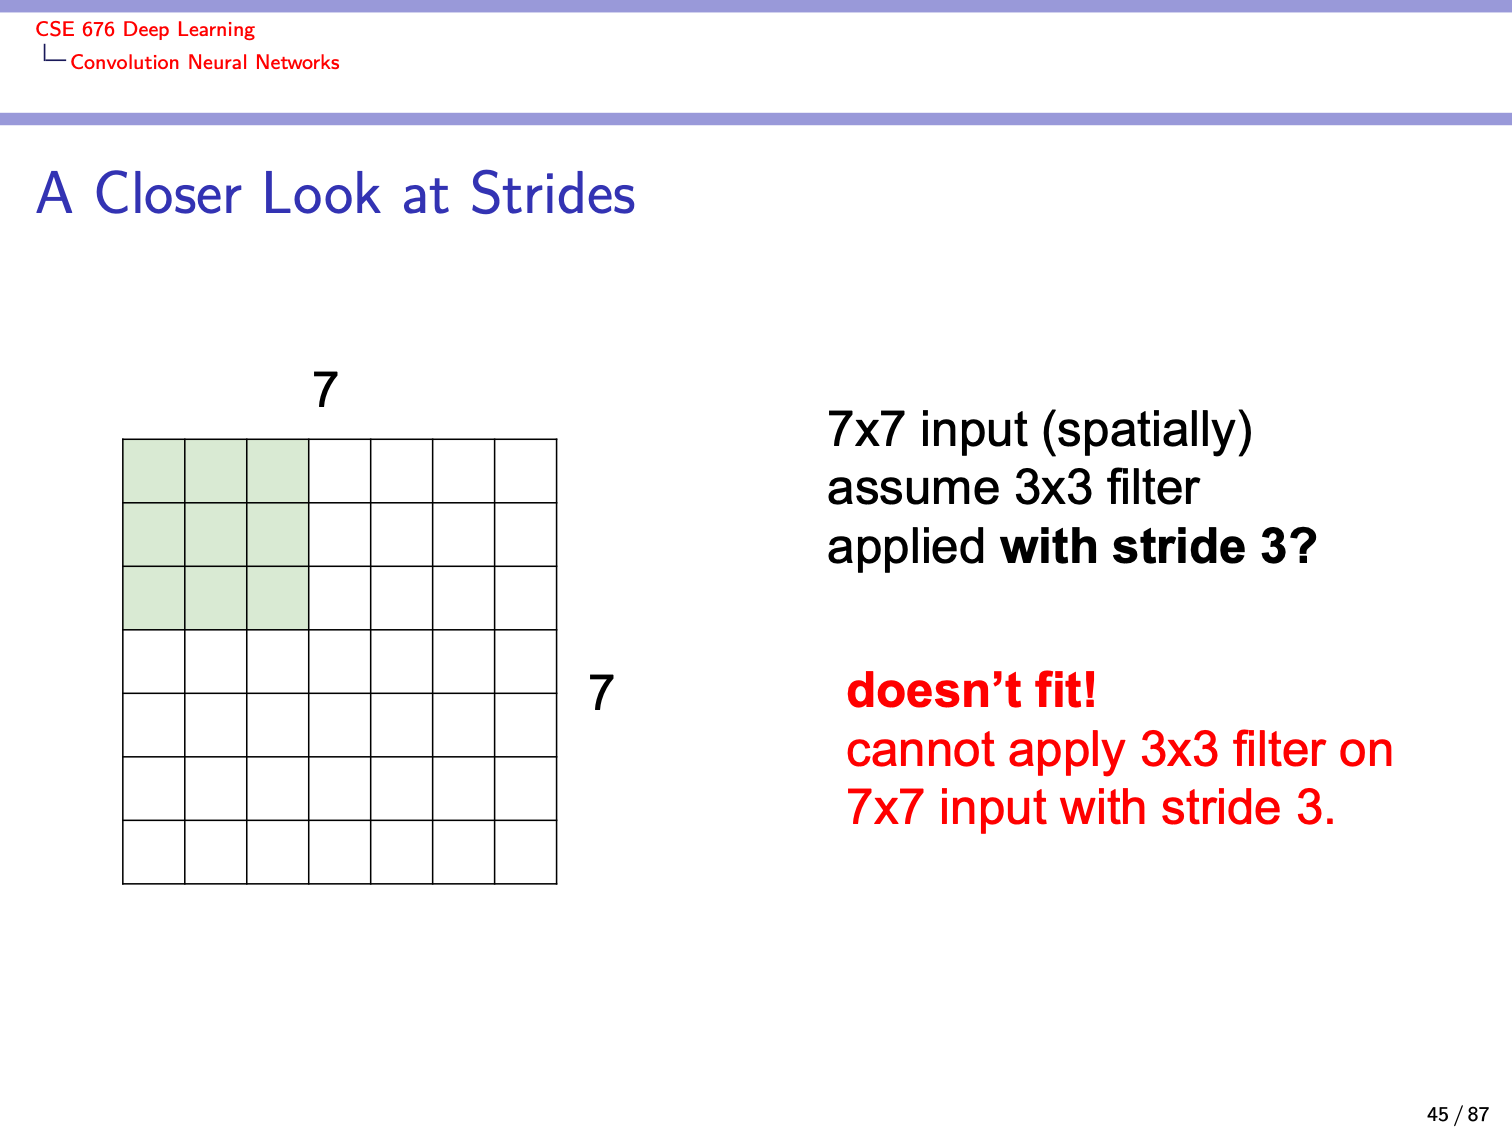 CSE 676 Deep Learning
Convolution Neural Networks
A Closer Look at Strides
7
7
7x7 input (spatially)
assume 3x3 filter
applied with stride 3?
doesn’t fit!
cannot apply 3x3 filter on
7x7 input with stride 3.
45 / 87